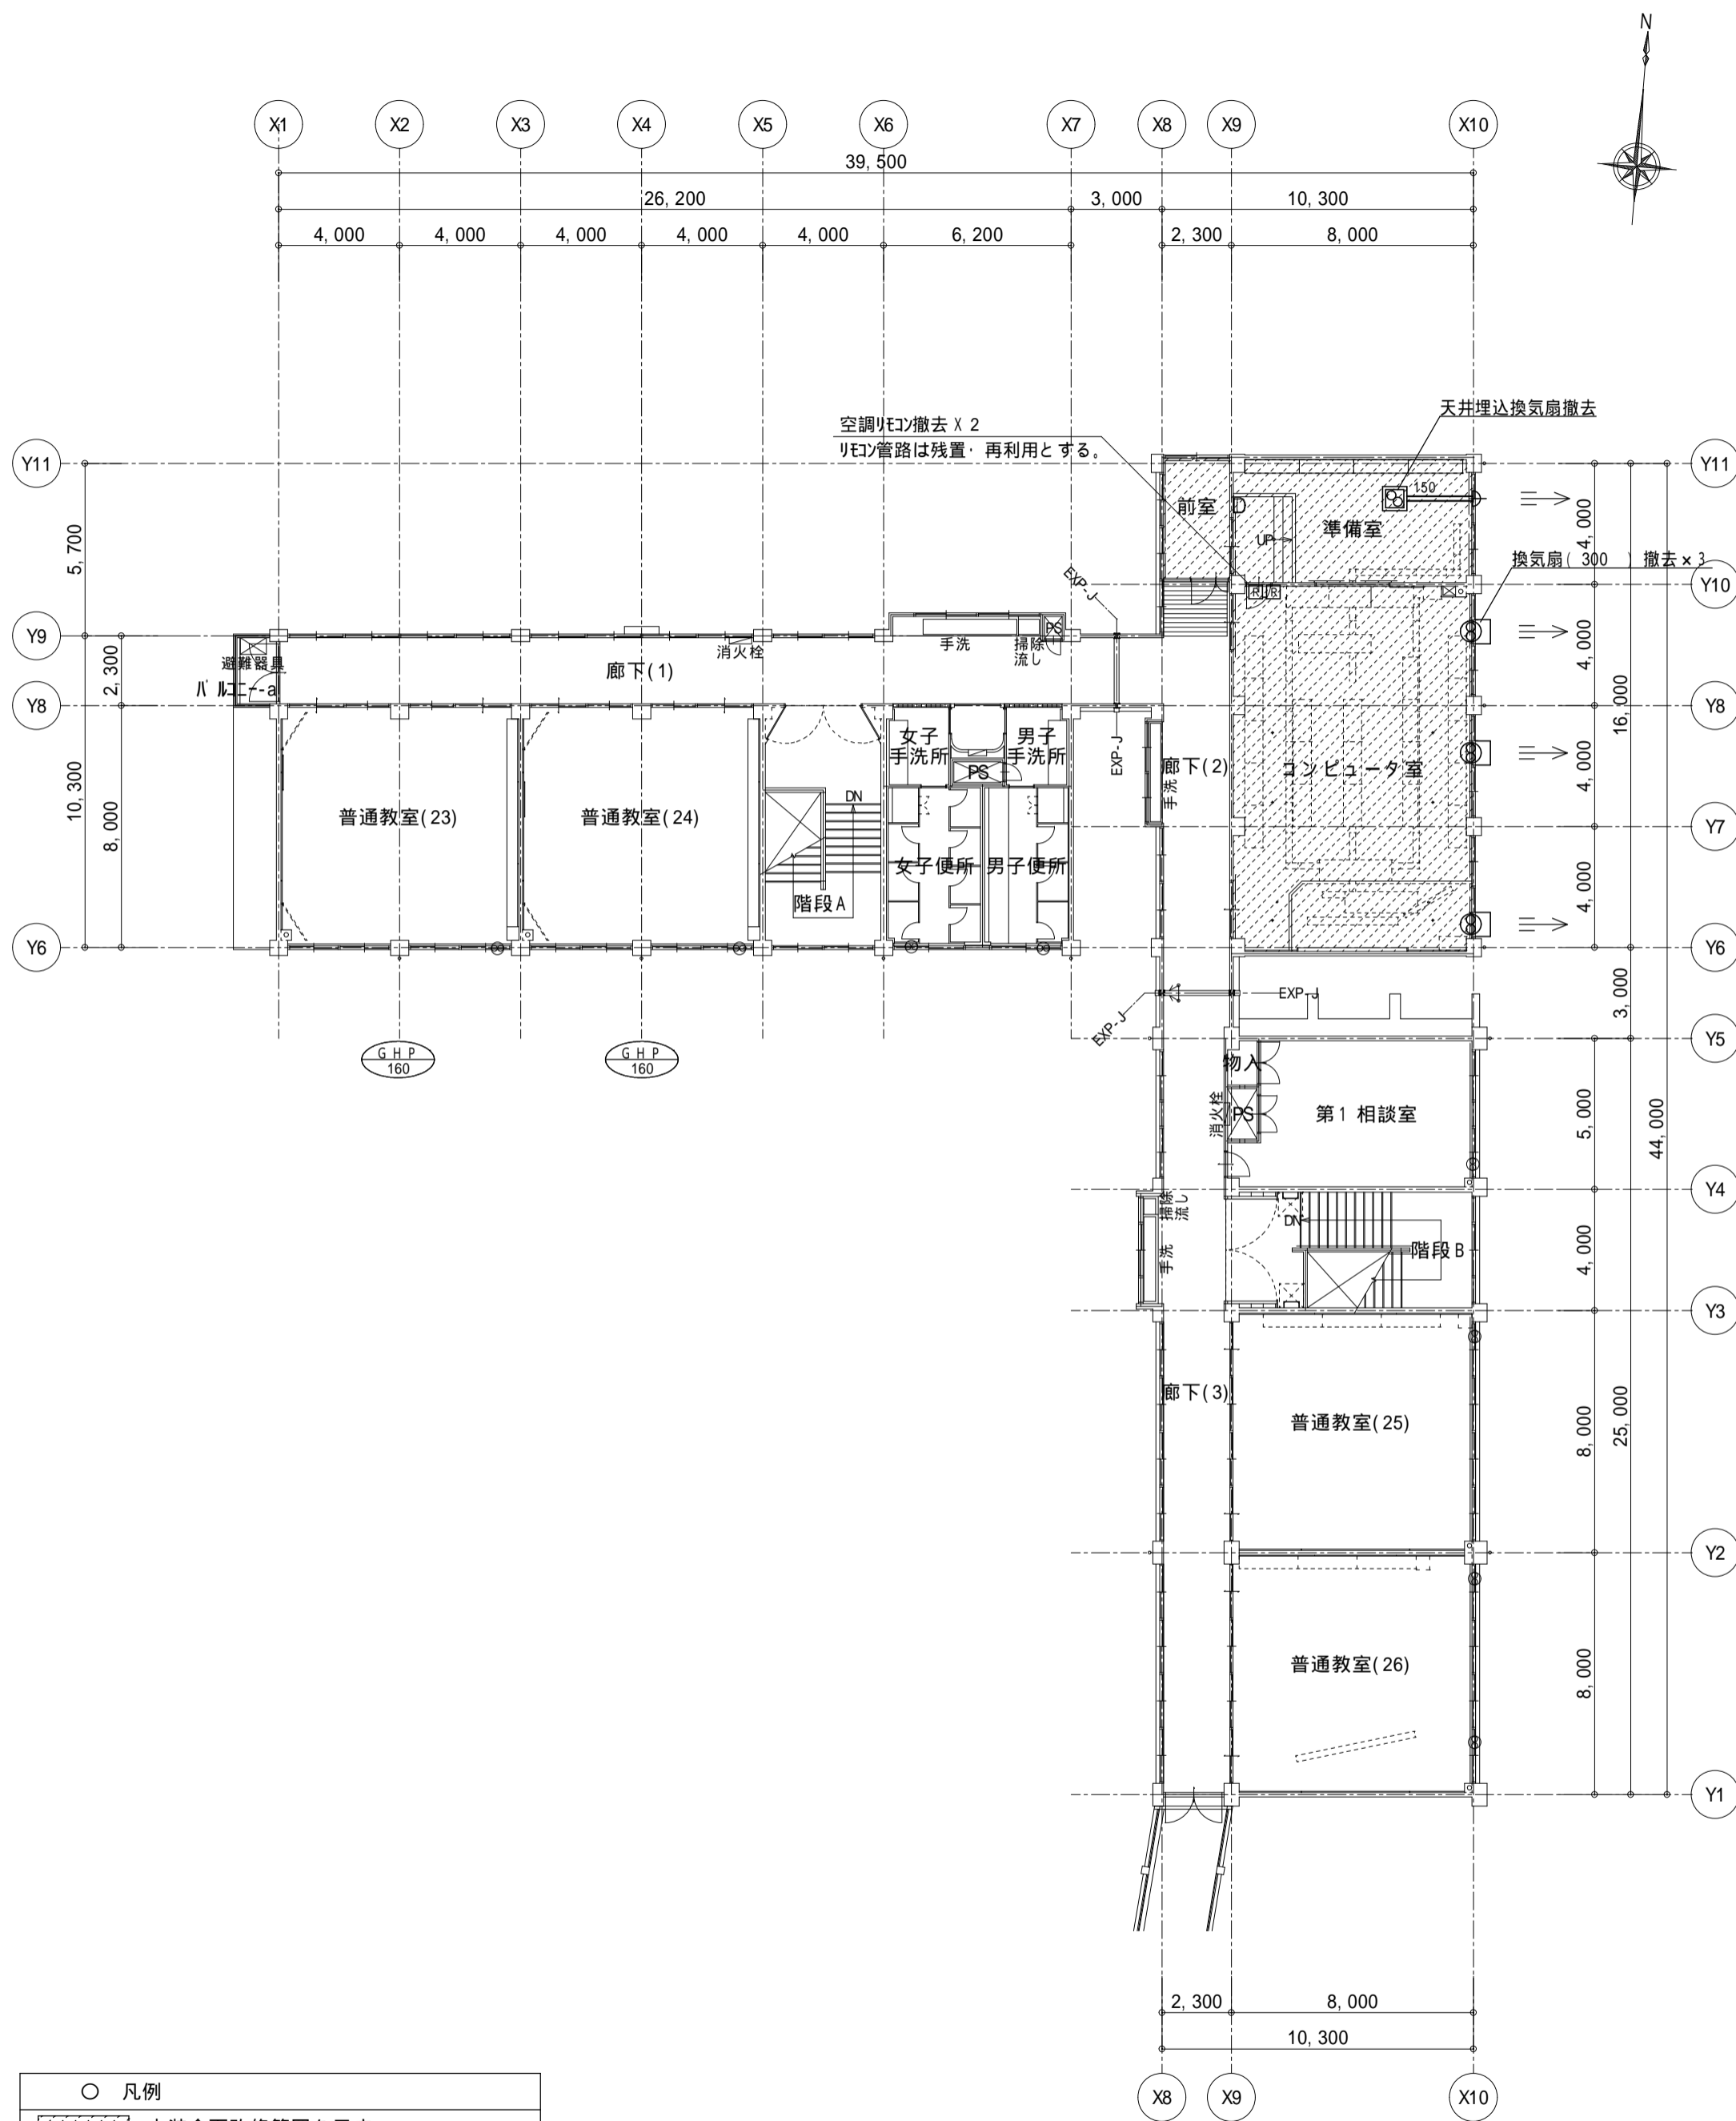 N
X1 X2 X3 X4 X5 X6 X7 X8 X9 X10
39,500
26,200 3,000 10,300
4,000 4,000 4,000 4,000 4,000 6,200 2,300 8,000
天井埋込換気扇撤去
空調リモコン撤去 X 2
リモコン管路は残置・再利用とする。
Y11 Y11
150
前室 D
準備室
UP
4,000
5,700
換気扇( 300 ) 撤去×3
EXP-J
R R
Y10
Y9
PS
手洗
掃除
流し
消火栓
避難器具
廊下(1)
バルコニー-a
2,300
4,000
16,000
Y8 Y8
女子
手洗所
男子
手洗所
PS
EXP-J
廊下(2)
手洗
コンピュータ室
4,000
10,300
8,000
普通教室(23)
普通教室(24)
DN
Y7
女子便所
男子便所
階段A
4,000
Y6 Y6
EXP-J
EXP-J
3,000
Y5
G H P
160
G H P
160
物入
消火栓
PS
第1 相談室
5,000
44,000
Y4
掃除
流し
DN
手洗
階段B
4,000
Y3
廊下(3)
普通教室(25)
8,000
25,000
Y2
普通教室(26)
8,000
Y1
2,300 8,000
10,300
X8 X9 X10
○ 凡例